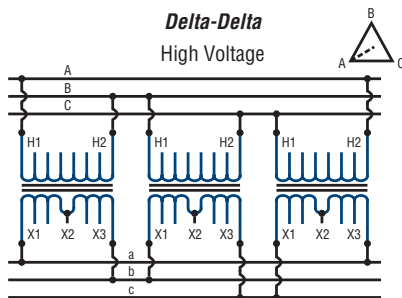 Delta-Delta
High Voltage
B
A C
A
B
C
H1 H2 H1 H2 H1 H2
X1 X2 X3 X1 X2 X3 X1 X2 X3
a
b
c